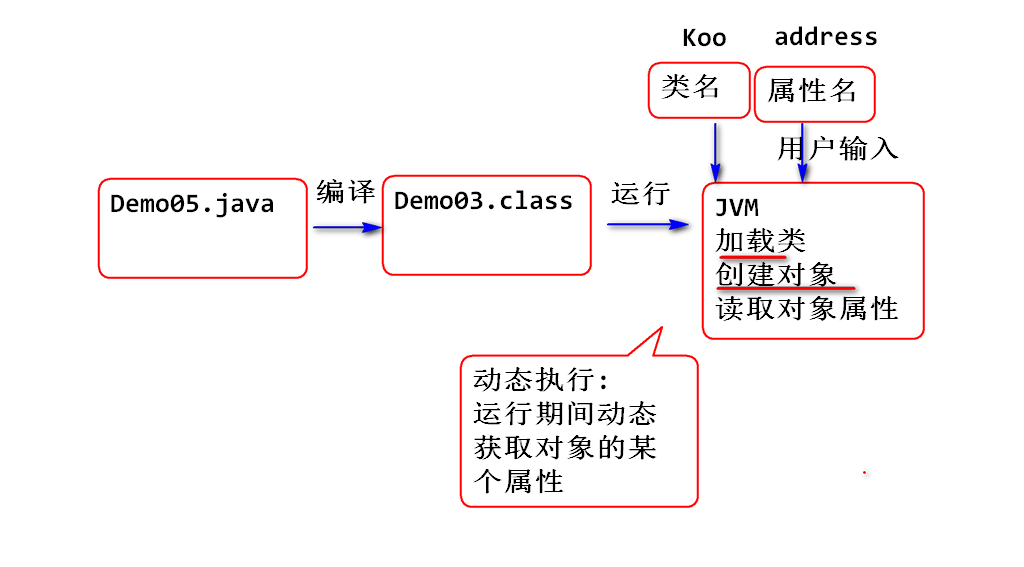 Koo
address
类名
属性名
用户输入
Demo05.java
编译
Demo03.class
运行
JVM
加载类
创建对象
读取对象属性
动态执行:
运行期间动态
获取对象的某
个属性